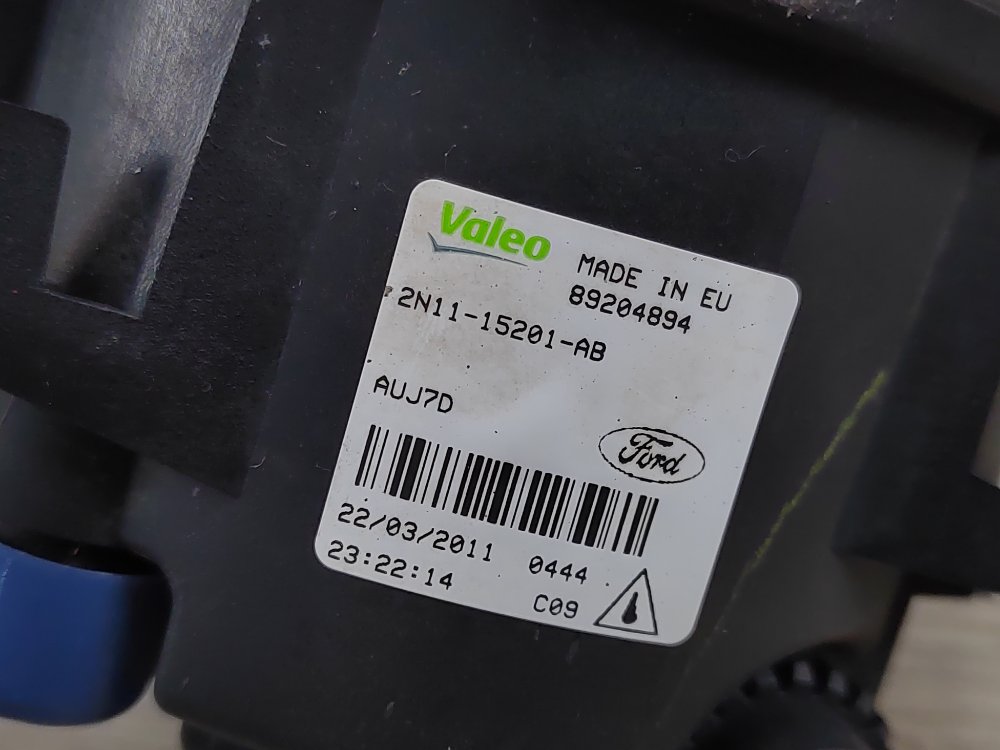 Valeo
MADE IN EU
89204894
2N11-15201-AB
AUJ7D
Ford
22/03/2011 0444
23:22:14 C09